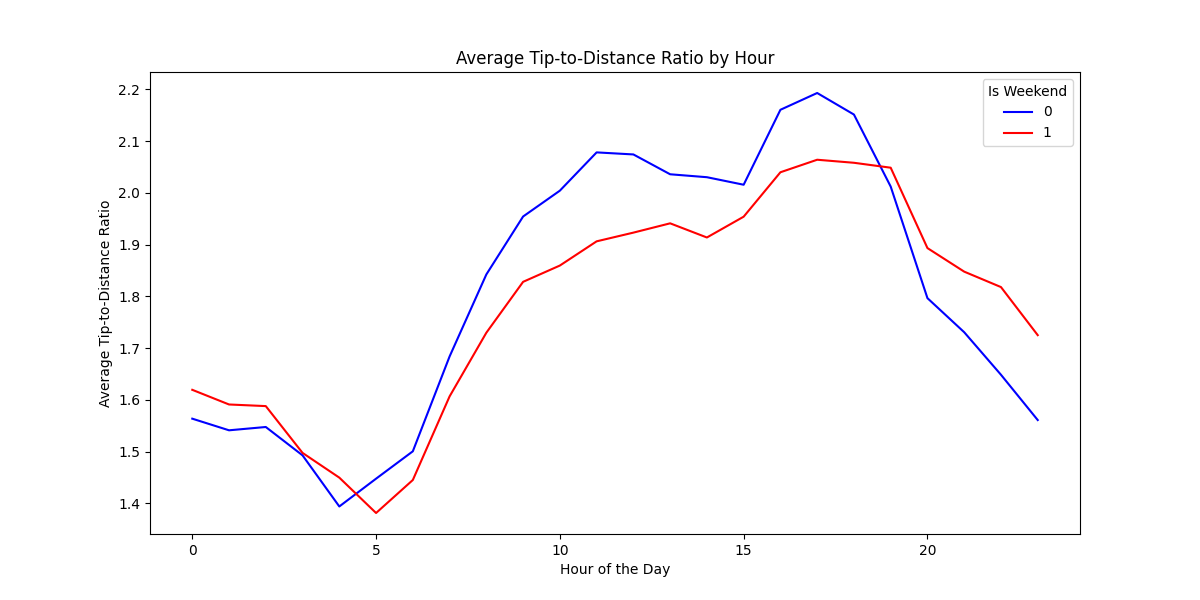 Average Tip-to-Distance Ratio by Hour
Is Weekend
0
1
Average Tip-to-Distance Ratio
2.2
2.1
2.0
1.9
1.8
1.7
1.6
1.5
1.4
0 5 10 15 20
Hour of the Day